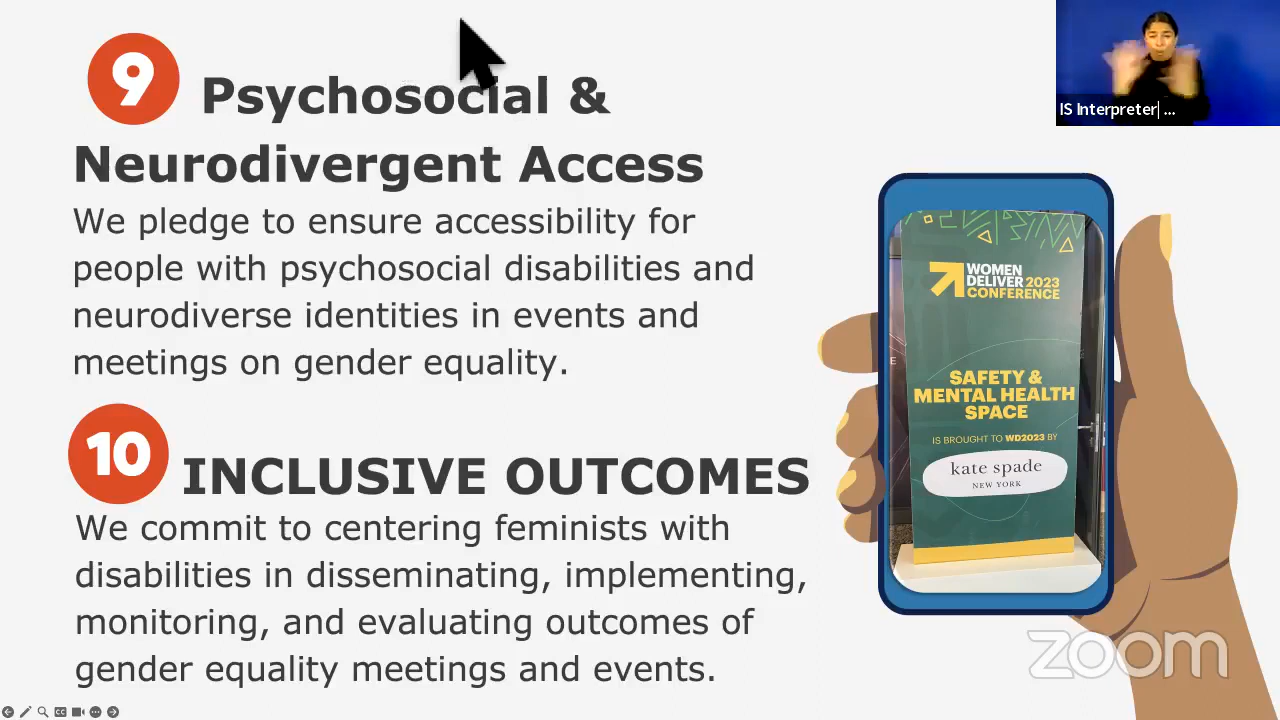 9 Psychosocial &
Neurodivergent Access
We pledge to ensure accessibility for
people with psychosocial disabilities and
neurodiverse identities in events and
meetings on gender equality.
10 INCLUSIVE OUTCOMES
We commit to centering feminists with
disabilities in disseminating, implementing,
monitoring, and evaluating outcomes of
gender equality meetings and events.
IS Interpreter| ...
WOMEN
DELIVER 2023
CONFERENCE
SAFETY &
MENTAL HEALTH
SPACE
IS BROUGHT TO WD2023 BY
kate spade
NEW YORK
E
zoom
CC